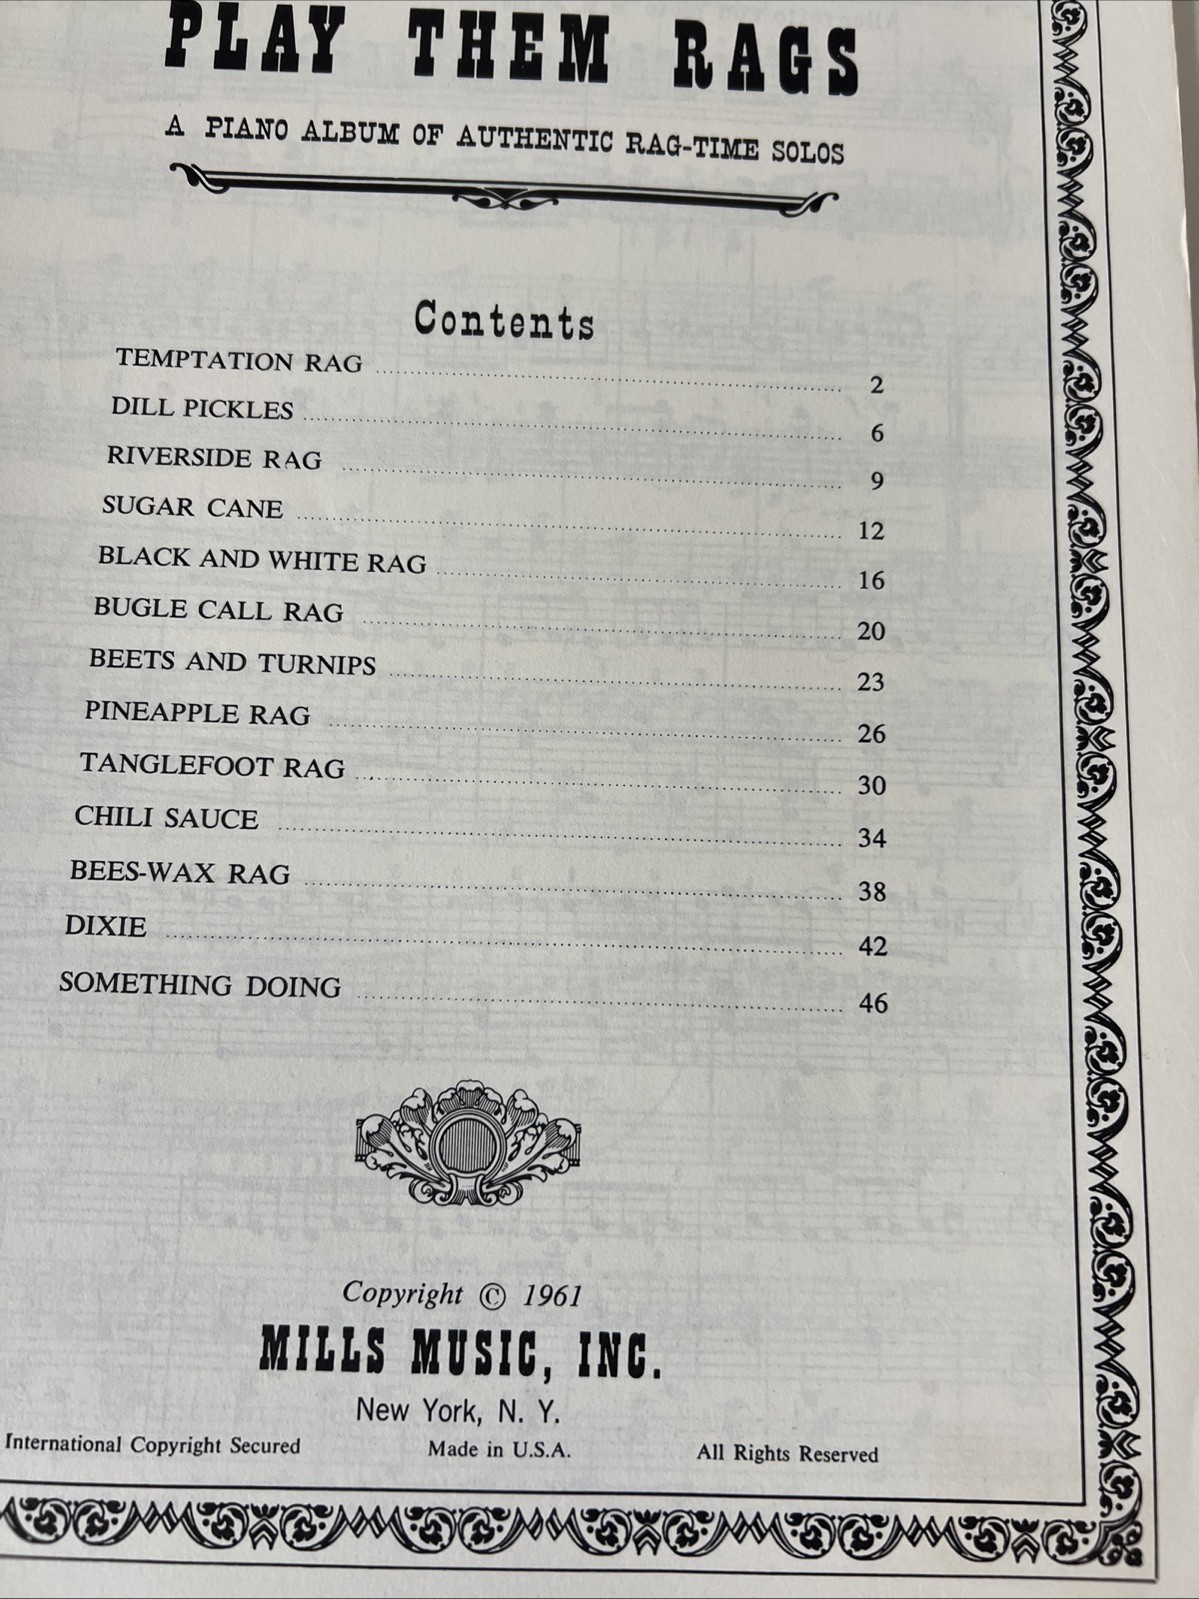 PLAY THEM RAGS
A PIANO ALBUM OF AUTHENTIC RAG-TIME SOLOS
Contents
TEMPTATION RAG 2
DILL PICKLES 6
RIVERSIDE RAG 9
SUGAR CANE 12
BLACK AND WHITE RAG 16
BUGLE CALL RAG 20
BEETS AND TURNIPS 23
PINEAPPLE RAG 26
TANGLEFOOT RAG 30
CHILI SAUCE 34
BEES-WAX RAG 38
DIXIE 42
SOMETHING DOING 46
Copyright © 1961
MILLS MUSIC, INC.
New York, N. Y.
International Copyright Secured Made in U.S.A. All Rights Reserved